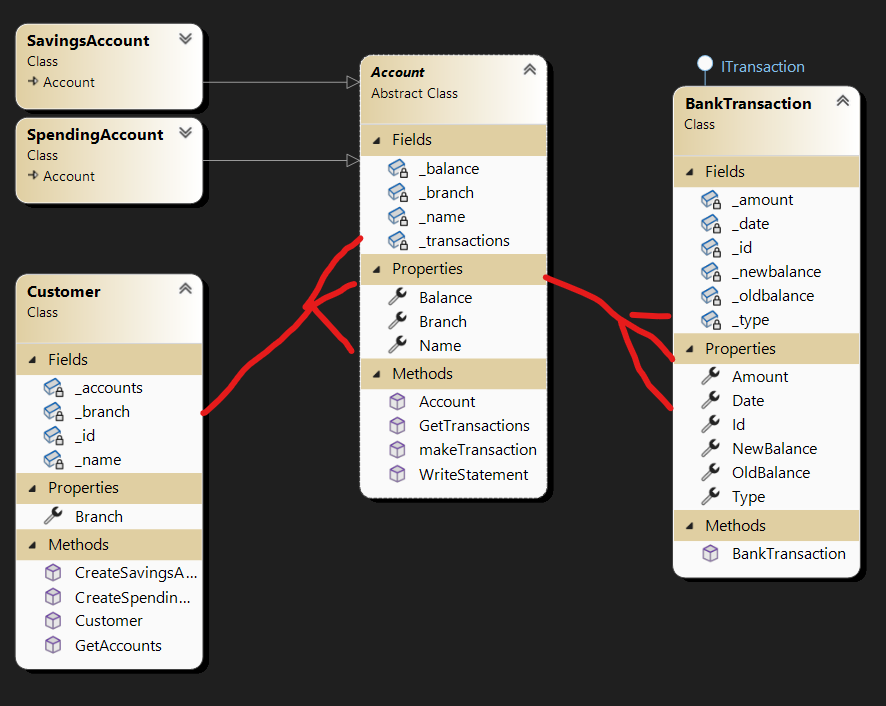 SavingsAccount
Class
Account
SpendingAccount
Class
Account
Customer
Class
Fields
_accounts
_branch
_id
_name
Properties
Branch
Methods
CreateSavingsA...
CreateSpendin...
Customer
GetAccounts
Account
Abstract Class
Fields
_balance
_branch
_name
_transactions
Properties
Balance
Branch
Name
Methods
Account
GetTransactions
makeTransaction
WriteStatement
ITransaction
BankTransaction
Class
Fields
_amount
_date
_id
_newbalance
_oldbalance
_type
Properties
Amount
Date
Id
NewBalance
OldBalance
Type
Methods
BankTransaction